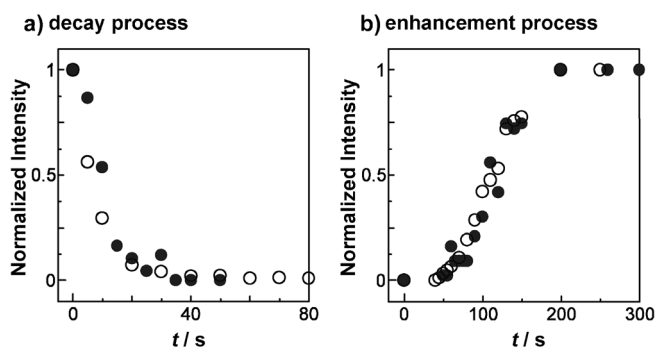 a) decay process
b) enhancement process
Normalized Intensity
1
0.5
0
0
40
80
t / s
Normalized Intensity
1
0.5
0
0
100
200
300
t / s